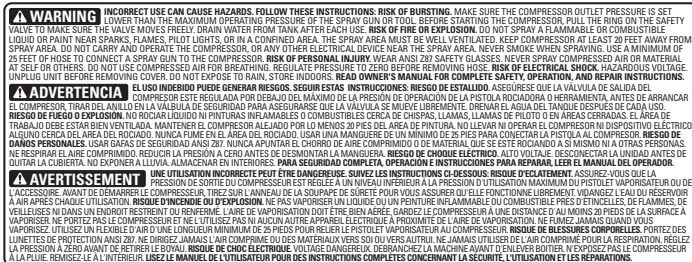 WARNING INCORRECT USE CAN CAUSE HAZARDS. FOLLOW THESE INSTRUCTIONS: RISK OF BURSTING. MAKE SURE THE COMPRESSOR OUTLET PRESSURE IS SET
LOWER THAN THE MAXIMUM OPERATING PRESSURE OF THE SPRAY GUN OR TOOL. BEFORE STARTING THE COMPRESSOR, PULL THE RING ON THE SAFETY
VALVE TO MAKE SURE THE VALVE MOVES FREELY. DRAIN WATER FROM TANK AFTER EACH USE. RISK OF FIRE OR EXPLOSION. DO NOT SPRAY A FLAMMABLE OR COMBUSTIBLE
LIQUID OR PAINT NEAR SPARKS, FLAMES, PILOT LIGHTS, OR IN A CONFINED AREA. THE SPRAY AREA MUST BE WELL VENTILATED. KEEP COMPRESSOR AT LEAST 20 FEET AWAY FROM
SPRAY AREA. DO NOT CARRY AND OPERATE THE COMPRESSOR, OR ANY OTHER ELECTRICAL DEVICE NEAR THE SPRAY AREA. NEVER SMOKE WHEN SPRAYING. USE A MINIMUM OF
25 FEET OF HOSE TO CONNECT A SPRAY GUN TO THE COMPRESSOR. RISK OF PERSONAL INJURY. WEAR ANSI Z87 SAFETY GLASSES. NEVER SPRAY COMPRESSED AIR OR MATERIAL
AT SELF OR OTHERS. DO NOT USE COMPRESSED AIR FOR BREATHING. REGULATE PRESSURE TO ZERO BEFORE REMOVING HOSE. RISK OF ELECTRICAL SHOCK. HAZARDOUS VOLTAGE.
UNPLUG UNIT BEFORE REMOVING COVER. DO NOT EXPOSE TO RAIN, STORE INDOORS. READ OWNER'S MANUAL FOR COMPLETE SAFETY, OPERATION, AND REPAIR INSTRUCTIONS.
ADVERTENCIA EL USO INDEBIDO PUEDE GENERAR RIESGOS. SEGUIR ESTAS INSTRUCCIONES: RIESGO DE ESTALLIDO. ASEGÚRESE QUE LA VÁLVULA DE SALIDA DEL
COMPRESOR ESTE REGULADA POR DEBAJO DEL MÁXIMO DE LA PRESIÓN DE OPERACIÓN DE LA PISTOLA ROCIADORA O HERRAMIENTA, ANTES DE ARRANCAR
EL COMPRESOR, TIRAR DEL ANILLO EN LA VÁLVULA DE SEGURIDAD PARA ASEGURARSE QUE LA VÁLVULA SE MUEVE LIBREMENTE. DRENAR EL AGUA DEL TANQUE DESPUÉS DE CADA USO.
RIESGO DE FUEGO O EXPLOSIÓN. NO ROCIAR LÍQUIDO NI PINTURAS INFLAMABLES O COMBUSTIBLES CERCA DE CHISPAS, LLAMAS, LLAMAS DE PILOTO O EN AREAS CERRADAS. EL ÁREA DE
TRABAJO DEBE ESTAR BIEN VENTILADA. MANTENER EL COMPRESOR ALEJADO POR LO MENOS 20 PIES DEL AREA DE PINTURA. NO LLEVAR NI OPERAR EL COMPRESOR NI DISPOSITIVO ELÉCTRICO
ALGUNO CERCA DEL AREA DE ROCIADO. NUNCA FUME EN EL ÁREA DEL ROCIADO. USAR UNA MANGUERE DE UN MÍNIMO DE 25 PIES PARA CONECTAR LA PISTOLA AL COMPRESOR. RIESGO DE
DAÑOS PERSONALES. USAR GAFAS DE SEGURIDAD ANSI Z87. NUNCA APUNTAR EL CHORRO DE AIRE COMPRIMIDO O DE MATERIAL QUE SE ESTÉ ROCIANDO A SÍ MISMO NI A OTRAS PERSONAS.
NE RESPIRAR EL AIRE COMPRIMIDO. REDUCIR LA PRESIÓN A CERO ANTES DE DESMONTAR LA MANGUERA. RIESGO DE CHOQUE ELÉCTRICO. ALTO VOLTAJE. DESCONECTAR LA UNIDAD ANTES DE
QUITAR LA CUBIERTA. NO EXPONER A LLUVIA. ALMACENAR EN INTERIORES. PARA SEGURIDAD COMPLETA, OPERACIÓN E INSTRUCCIONES PARA REPARAR, LEER EL MANUAL DEL OPERADOR.
AVERTISSEMENT UNE UTILISATION INCORRECTE PEUT ÊTRE DANGEREUSE. SUIVEZ LES INSTRUCTIONS CI-DESSOUS: RISQUE D'ECLATEMENT. ASSUREZ-VOUS QUE LA
PRESSION DE SORTIE DU COMPRESSEUR EST RÉGLÉE À UN NIVEAU INFÉRIEUR À LA PRESSION D'UTILISATION MAXIMUM DU PISTOLET VAPORISATEUR OU DE
L'ACCESSOIRE. AVANT DE DÉMARRER LE COMPRESSEUR, TIREZ SUR L'ANNEAU DE LA SOUPAPE DE SÛRETÉ POUR VOUS ASSURER QU'ELLE FONCTIONNE LIBREMENT. VIDANGEZ L'EAU DU RÉSERVOIR
À AIR APRÈS CHAQUE UTILISATION. RISQUE D'INCENDIE OU D'EXPLOSION. NE PAS VAPORISER UN LIQUIDE OU UN PEINTURE INFLAMMABLE OU COMBUSTIBLE PRÈS D'ÉTINCELLES, DE FLAMMES, DE
VEILLEUSES NI DANS UN ENDROIT RESTREINT OU RENFERMÉ. L'AIRE DE VAPORISATION DOIT ÊTRE BIEN AÉRÉE, GARDEZ LE COMPRESSEUR À UNE DISTANCE D'AU MOINS 20 PIEDS DE LA SURFACE À
VAPORISER. NE PORTEZ PAS LE COMPRESSEUR ET NE L'UTILISEZ PAS NI AUCUN AUTRE APPAREIL ÉLECTRIQUE À PROXIMITÉ DE L'AIRE DE VAPORISATION. NE FUMEZ JAMAIS QUAND VOUS
VAPORISEZ. UTILISEZ UN FLEXIBLE D'AIR D'UNE LONGUEUR MINIMUM DE 25 PIEDS POUR RELIER LE PISTOLET VAPORISATEUR AU COMPRESSEUR. RISQUE DE BLESSURES CORPORELLES. PORTEZ DES
LUNETTES DE PROTECTION ANSI Z87. NE DIRIGEZ JAMAIS L'AIR COMPRIME OU DES MATÉRIAUX VERS SOI OU VERS AUTRUI. NE JAMAIS UTILISER DE L'AIR COMPRIMÉ POUR LA RESPIRATION. RÉGLEZ
LA PRESSION À ZÉRO AVANT DE RETIRER LE BOYAU. RISQUE DE CHOC ÉLECTRIQUE. VOLTAGE DANGEREUX. DEBRANCHEZ LA MACHINE AVANT D'ENLEVER BOITIER. N'EXPOSEZ PAS LE COMPRESSEUR
À LA PLUIE. REMISEZ-LE À L'INTÉRIEUR. LISEZ LE MANUEL DE L'UTILISATEUR POUR DES INSTRUCTIONS COMPLÈTES CONCERNANT LA SÉCURITÉ, L'UTILISATION ET LES RÉPARATIONS.